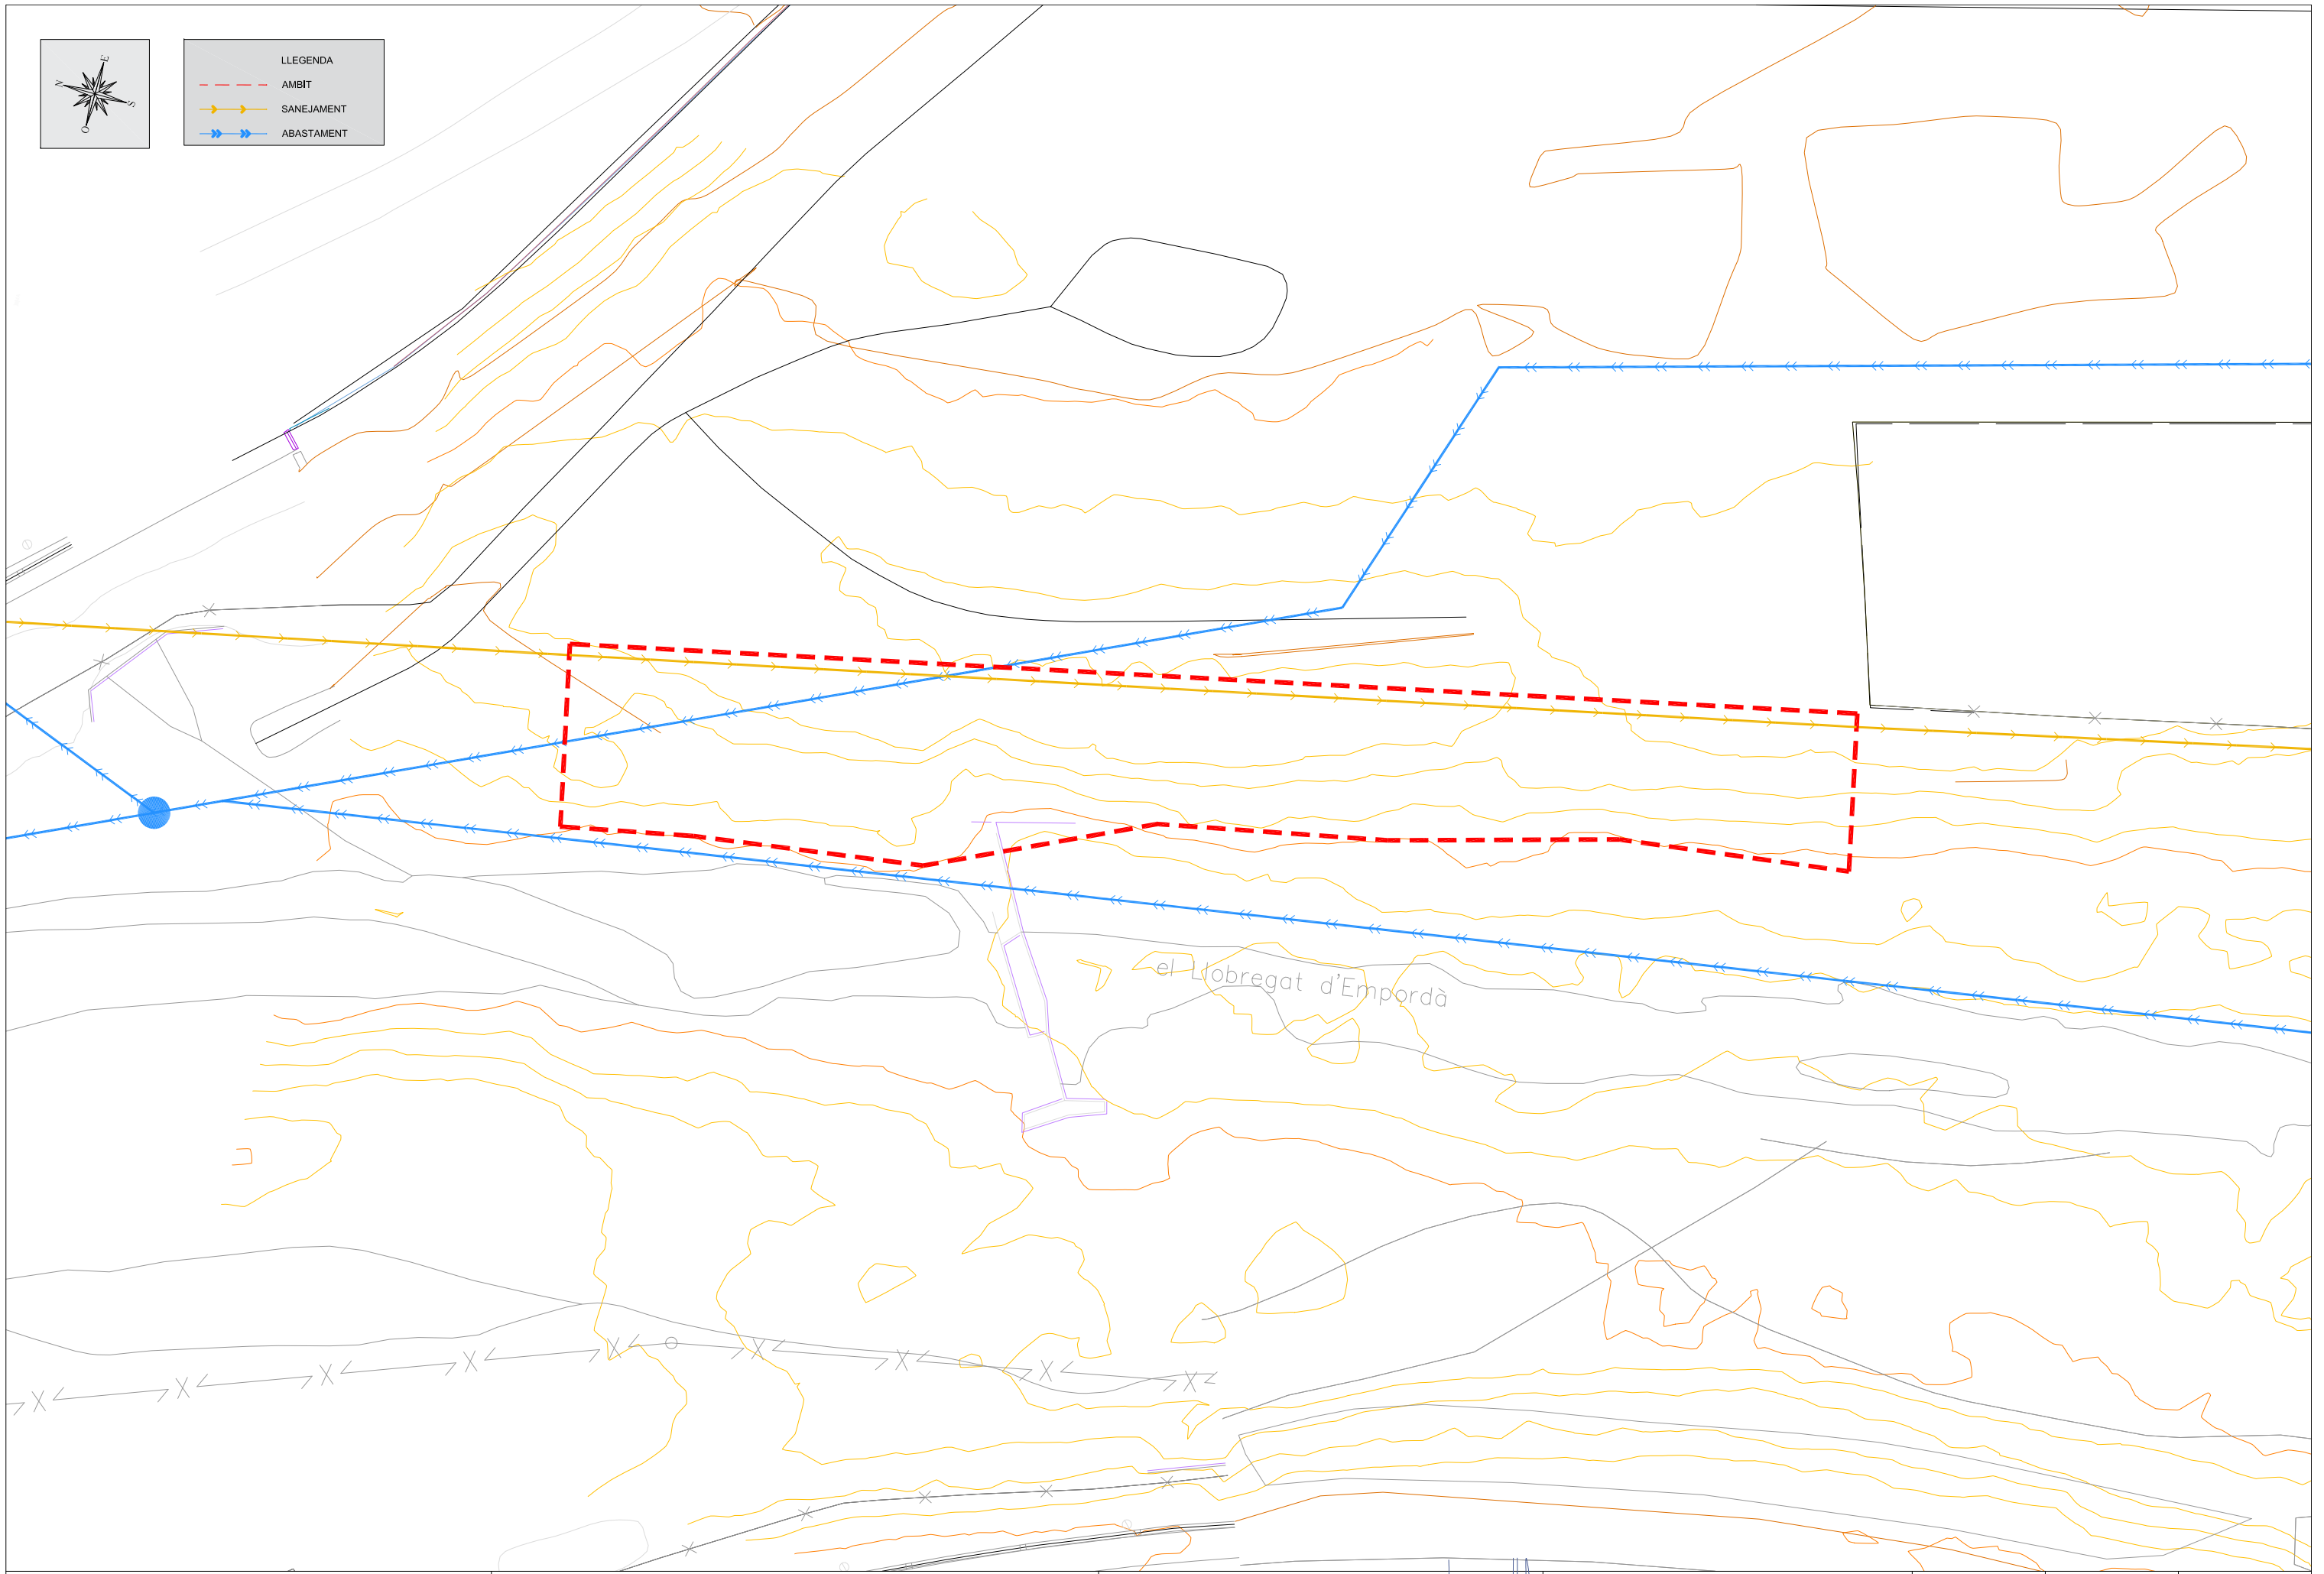 N
E
S
O
LLEGENDA
AMBIT
SANEJAMENT
ABASTAMENT
el Llobregat d'Empordà